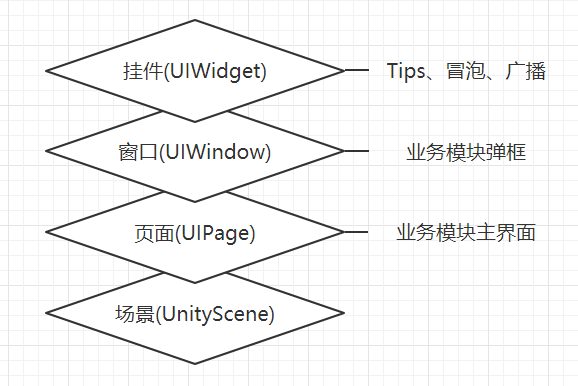 挂件(UIWidget)
Tips、冒泡、广播
窗口(UIWindow)
业务模块弹框
页面(UIPage)
业务模块主界面
场景(UnityScene)